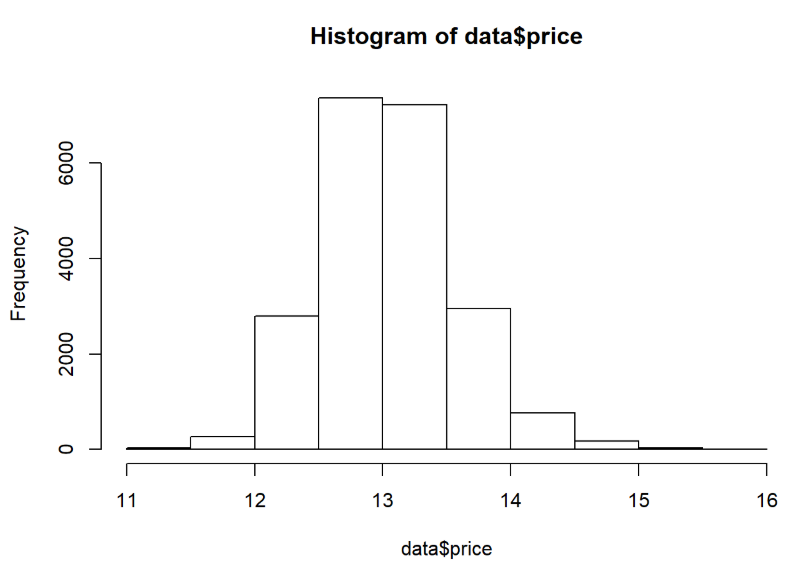 Histogram of data$price
Frequency
6000
4000
2000
0
11 12 13 14 15 16
data$price